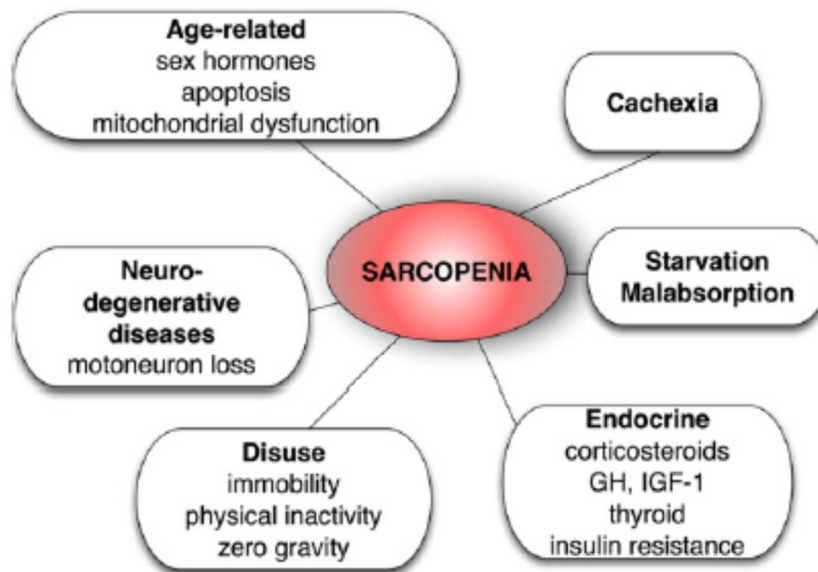 Age-related
sex hormones
apoptosis
mitochondrial dysfunction
Cachexia
SARCOPENIA
Neuro-
degenerative
diseases
motoneuron loss
Starvation
Malabsorption
Disuse
immobility
physical inactivity
zero gravity
Endocrine
corticosteroids
GH, IGF-1
thyroid
insulin resistance